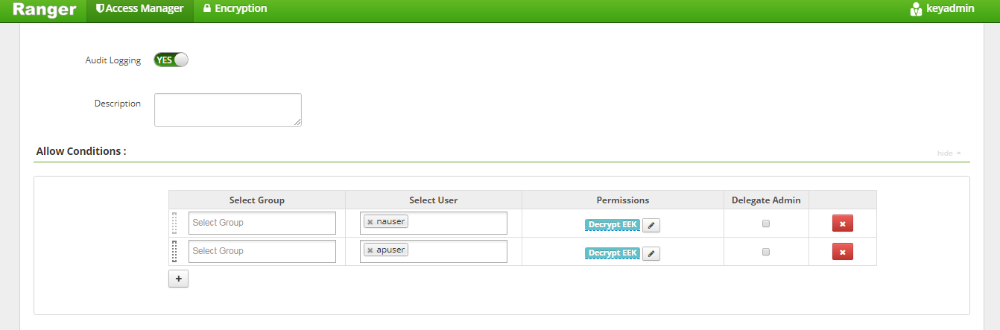 Ranger Access Manager Encryption keyadmin
Audit Logging YES
Description
Allow Conditions :
hide
Select Group Select User Permissions Delegate Admin
Select Group × nauser Decrypt EEK
Select Group × apuser Decrypt EEK
+